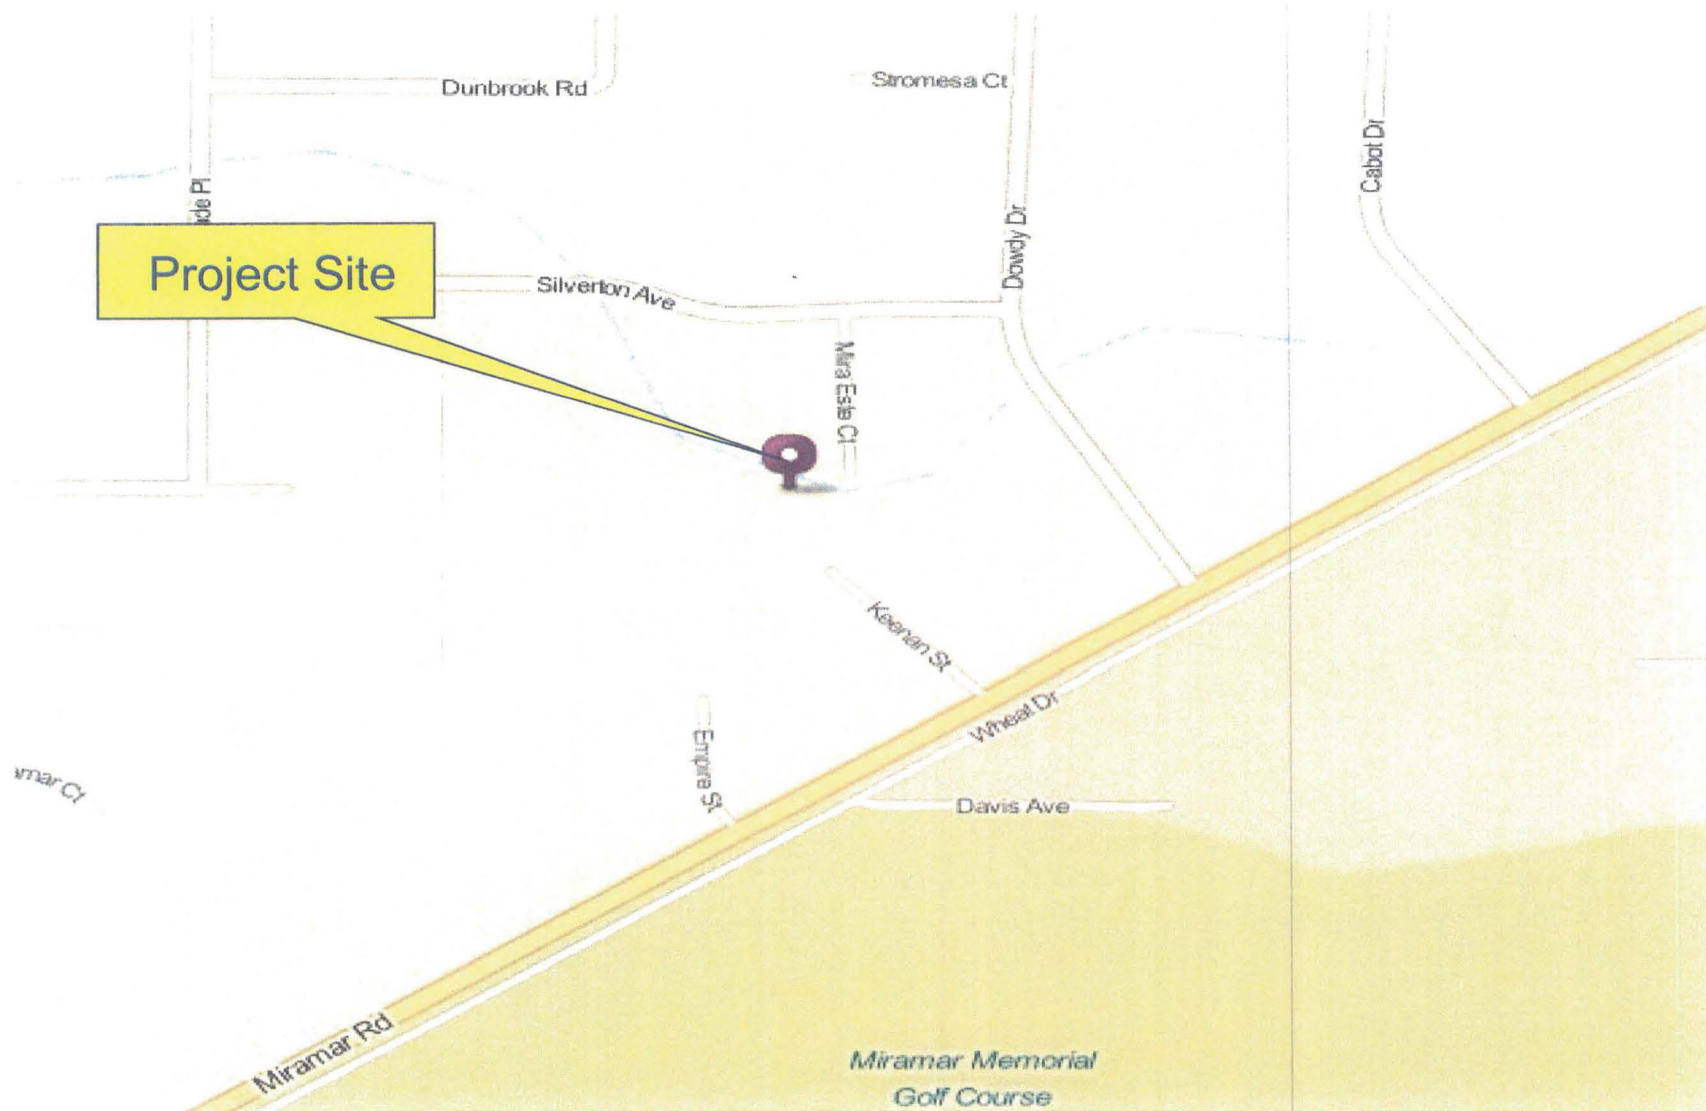 Dunbrook Rd
Stromesa Ct
Cabot Dr
Dowdy Dr
Project Site
Silverton Ave
Mira Este Ct
Keenan St
Wheat Dr
Empire St
Davis Ave
Miramar Rd
Miramar Memorial
Golf Course